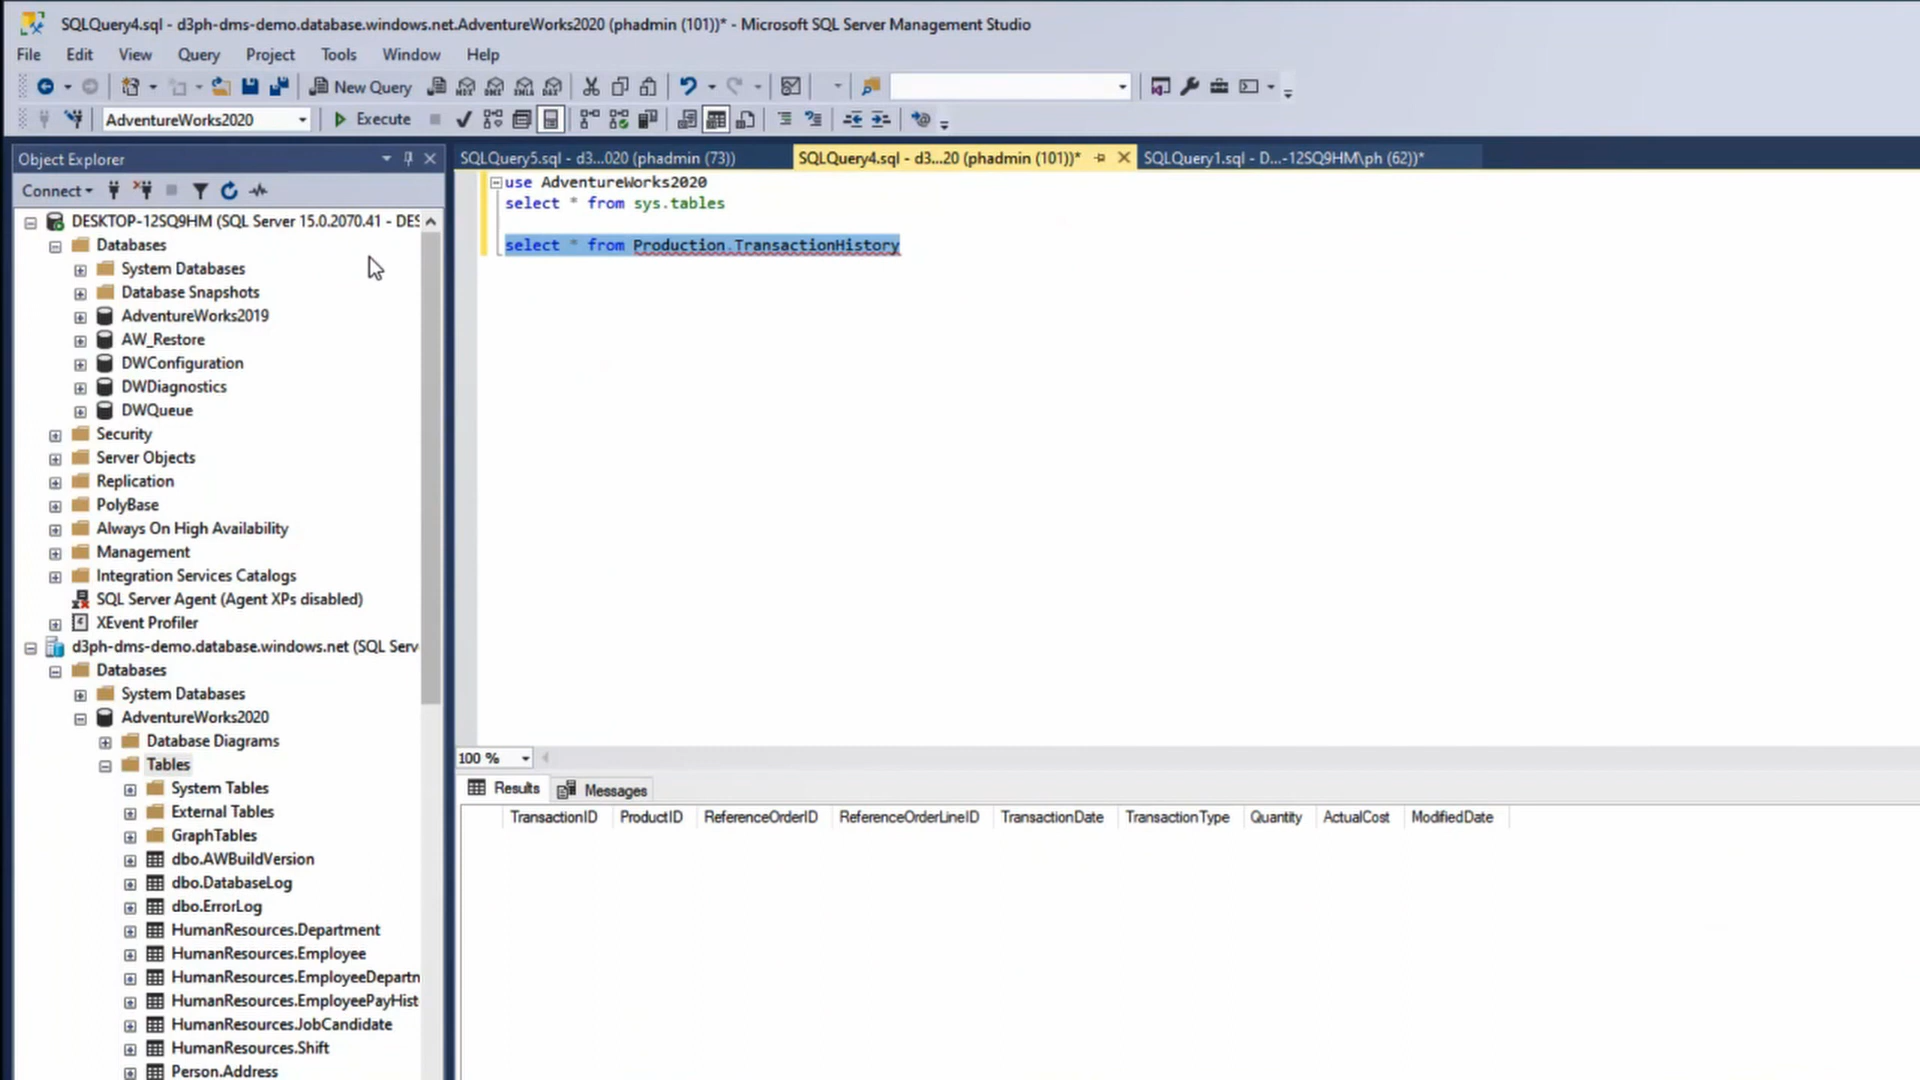 SQLQuery4.sql - d3ph-dms-demo.database.windows.net.AdventureWorks2020 (phadmin (101))* - Microsoft SQL Server Management Studio
File Edit View Query Project Tools Window Help
New Query
AdventureWorks2020 Execute
Object Explorer
SQLQuery5.sql - d3...020 (phadmin (73)) SQLQuery4.sql - d3...20 (phadmin (101))* SQLQuery1.sql - D...-12SQ9HM\ph (62))*
Connect
use AdventureWorks2020
select * from sys.tables
select * from Production.TransactionHistory
DESKTOP-12SQ9HM (SQL Server 15.0.2070.41 - DES
Databases
System Databases
Database Snapshots
AdventureWorks2019
AW_Restore
DWConfiguration
DWDiagnostics
DWQueue
Security
Server Objects
Replication
PolyBase
Always On High Availability
Management
Integration Services Catalogs
SQL Server Agent (Agent XPs disabled)
XEvent Profiler
d3ph-dms-demo.database.windows.net (SQL Serv
Databases
System Databases
AdventureWorks2020
Database Diagrams
Tables
System Tables
External Tables
GraphTables
dbo.AWBuildVersion
dbo.DatabaseLog
dbo.ErrorLog
HumanResources.Department
HumanResources.Employee
HumanResources.EmployeeDepartn
HumanResources.EmployeePayHist
HumanResources.JobCandidate
HumanResources.Shift
Person.Address
100 %
Results Messages
TransactionID ProductID ReferenceOrderID ReferenceOrderLineID TransactionDate TransactionType Quantity ActualCost ModifiedDate